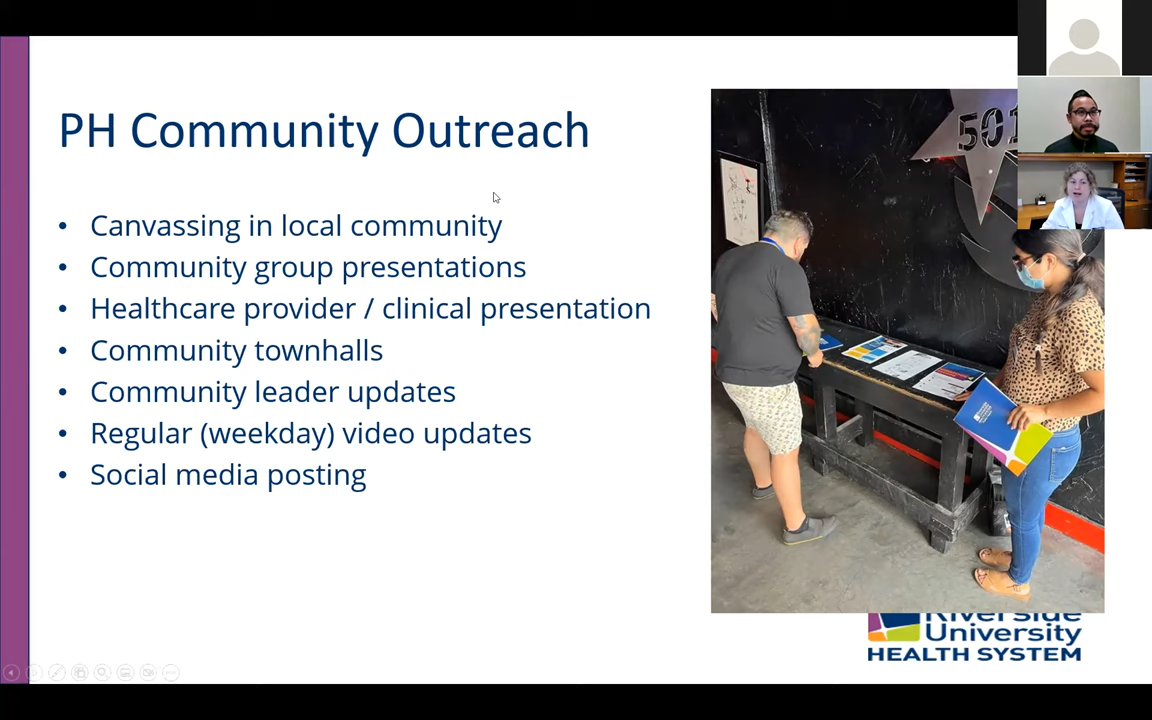 PH Community Outreach
• Canvassing in local community
• Community group presentations
• Healthcare provider / clinical presentation
• Community townhalls
• Community leader updates
• Regular (weekday) video updates
• Social media posting
501
Riverside
University
HEALTH SYSTEM